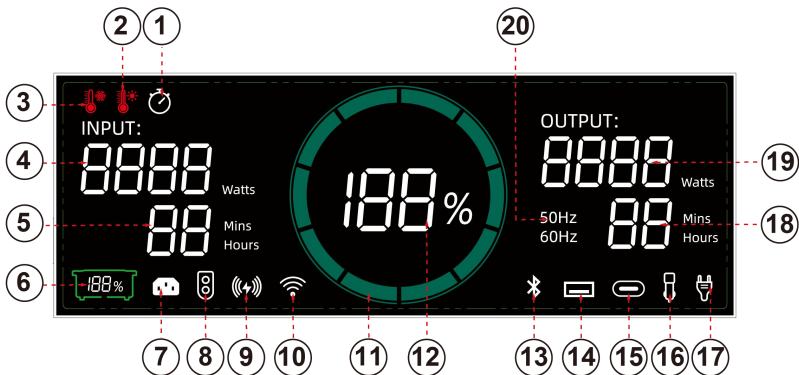 20
2
1
3
INPUT:
OUTPUT:
4
8888
Watts
8888
Watts
19
188 %
5
88
Mins
Hours
50Hz
60Hz
88
Mins
Hours
18
6
188 %
7
8
9
10
11
12
13
14
15
16
17